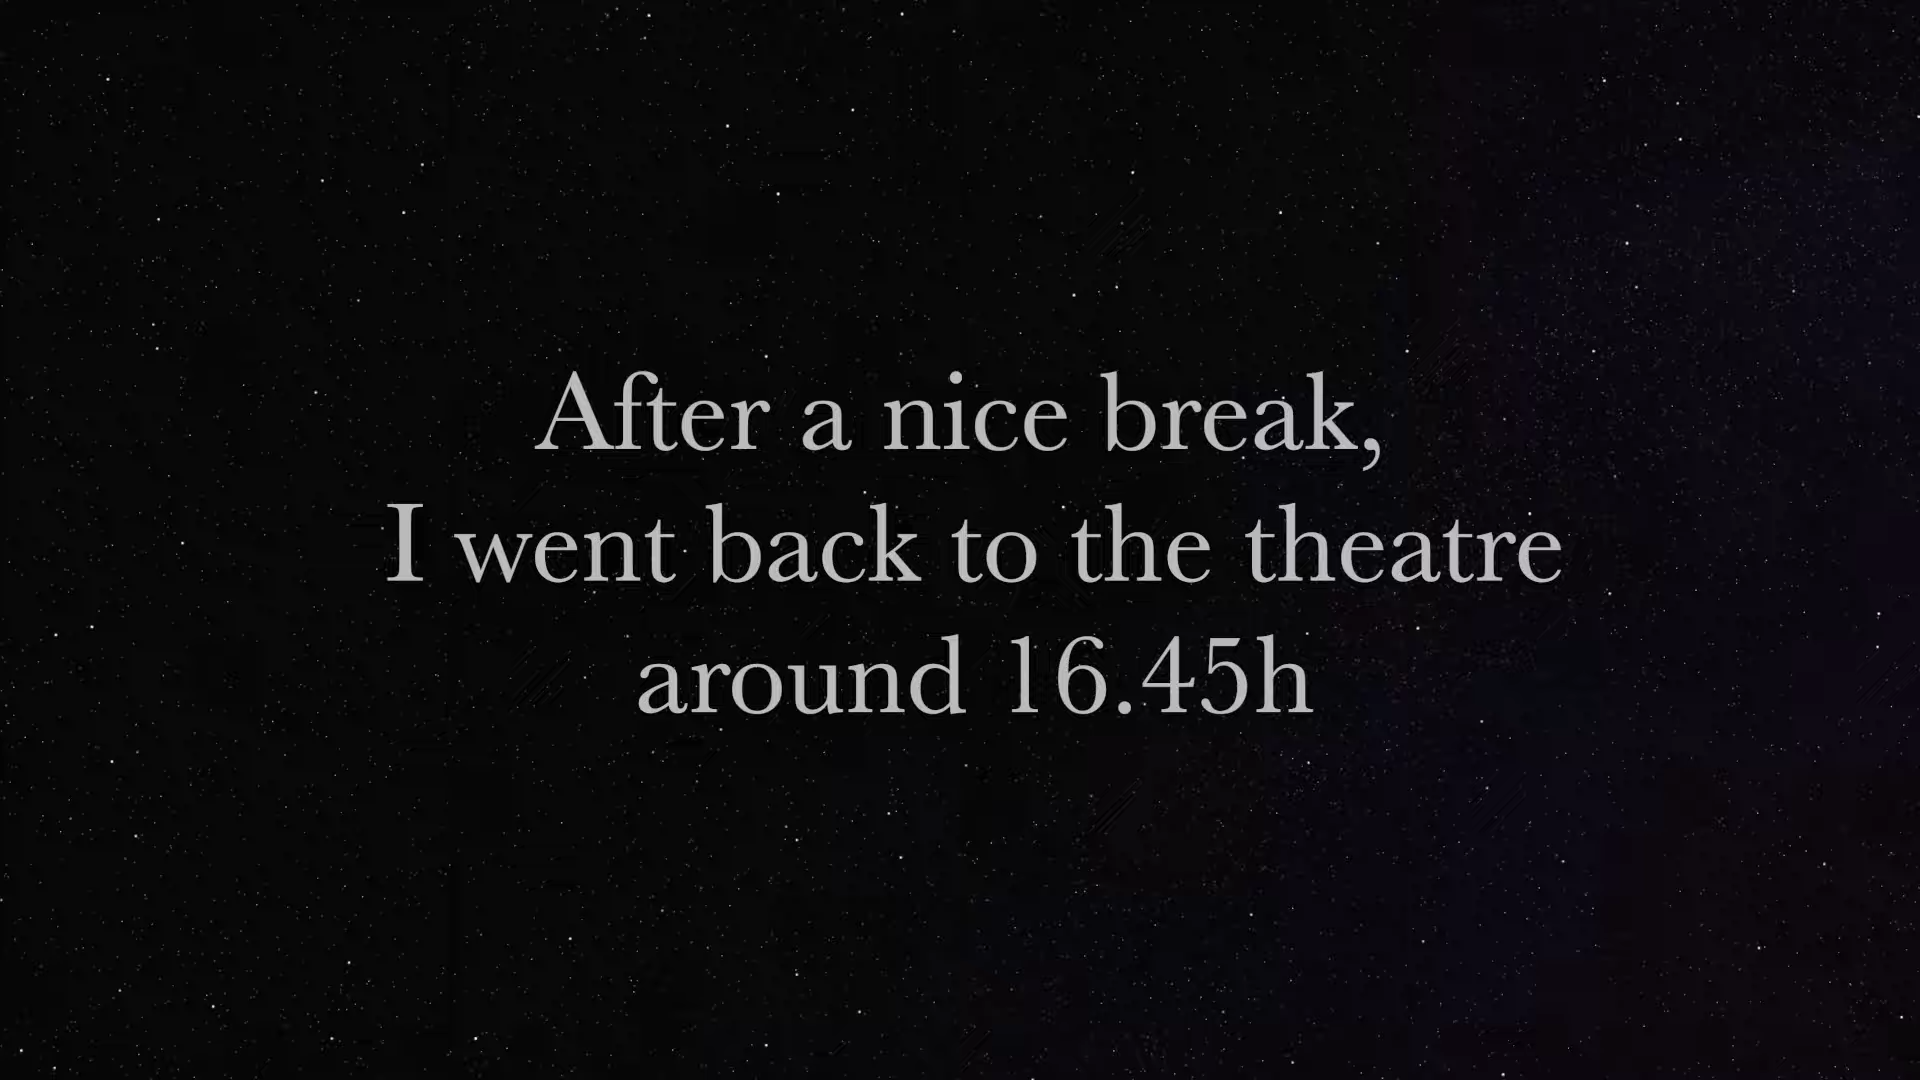 After a nice break,
I went back to the theatre
around 16.45h